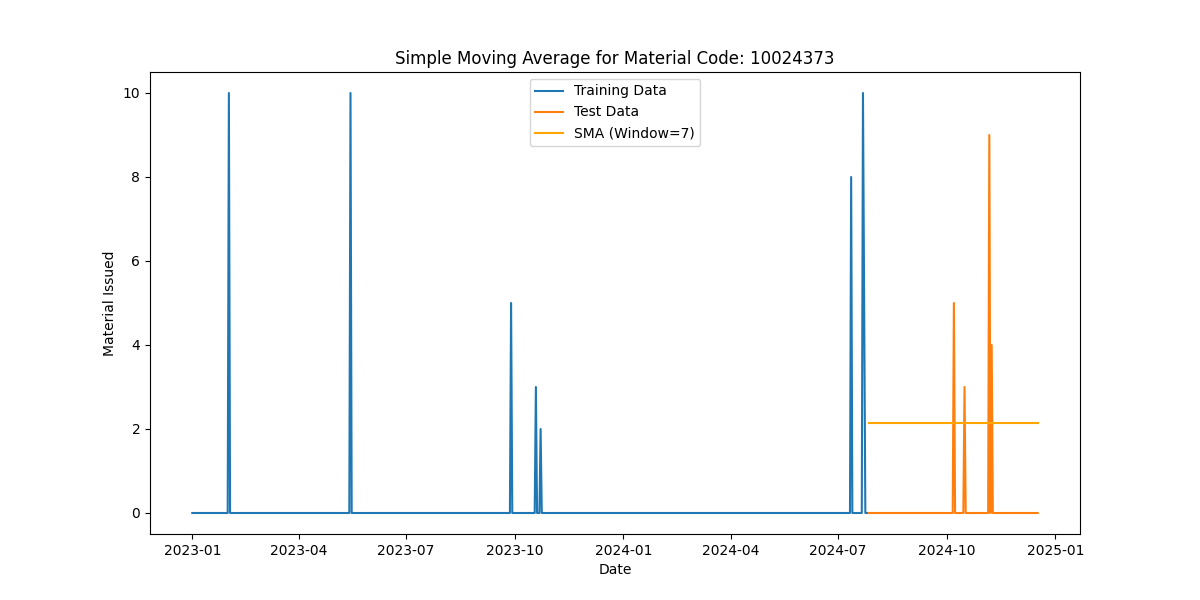 Simple Moving Average for Material Code: 10024373
Training Data
Test Data
SMA (Window=7)
Material Issued
10
8
6
4
2
0
2023-01 2023-04 2023-07 2023-10 2024-01 2024-04 2024-07 2024-10 2025-01
Date